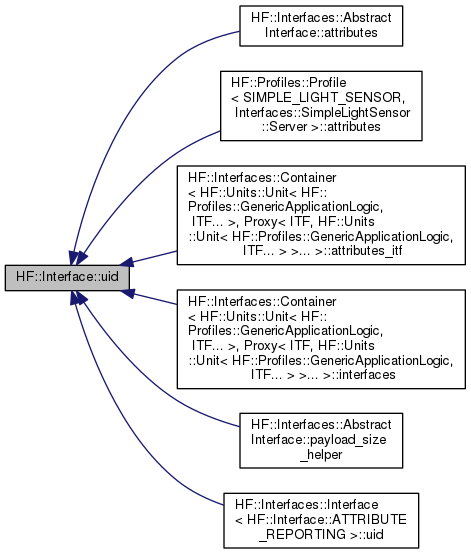 HF::Interfaces::Abstract
Interface::attributes
HF::Profiles::Profile
< SIMPLE_LIGHT_SENSOR,
Interfaces::SimpleLightSensor
::Server >::attributes
HF::Interfaces::Container
< HF::Units::Unit< HF::
Profiles::GenericApplicationLogic,
ITF... >, Proxy< ITF, HF::Units
::Unit< HF::Profiles::GenericApplicationLogic,
ITF... > >... >::attributes_itf
HF::Interface::uid
HF::Interfaces::Container
< HF::Units::Unit< HF::
Profiles::GenericApplicationLogic,
ITF... >, Proxy< ITF, HF::Units
::Unit< HF::Profiles::GenericApplicationLogic,
ITF... > >... >::interfaces
HF::Interfaces::Abstract
Interface::payload_size
_helper
HF::Interfaces::Interface
< HF::Interface::ATTRIBUTE
_REPORTING >::uid